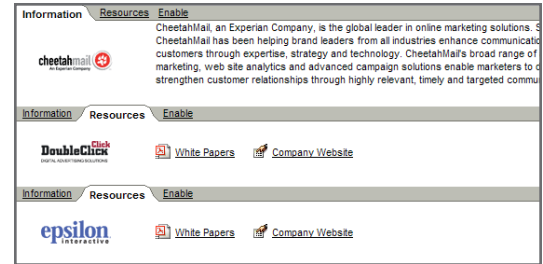 Information Resources Enable
CheetahMail, an Experian Company, is the global leader in online marketing solutions. S
CheetahMail has been helping brand leaders from all industries enhance communicatio
customers through expertise, strategy and technology. CheetahMail's broad range of
marketing, web site analytics and advanced campaign solutions enable marketers to d
strengthen customer relationships through highly relevant, timely and targeted commu
cheetahmail
An Experian Company
Information Resources Enable
DoubleClick
Click
DIGITAL ADVERTISING SOLUTIONS
White Papers Company Website
Information Resources Enable
epsilon
interactive
White Papers Company Website